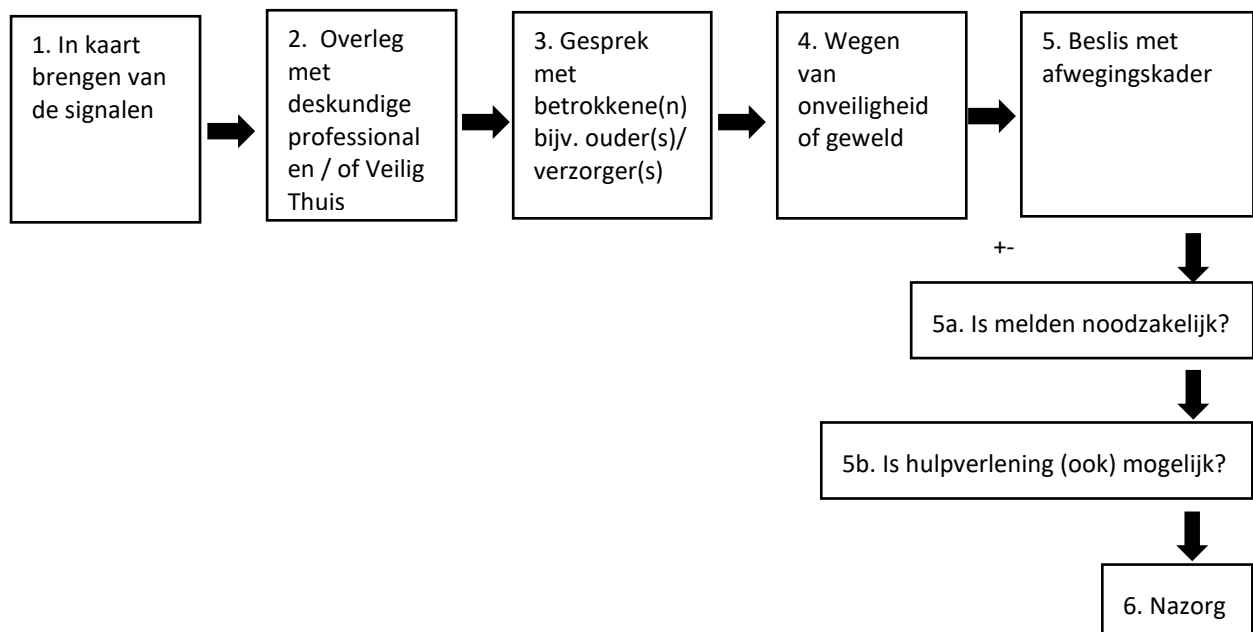 1. In kaart
brengen van
de signalen
2. Overleg
met
deskundige
professional
en / of Veilig
Thuis
3. Gesprek
met
betrokkene(n)
bijv. ouder(s)/
verzorger(s)
4. Wegen
van
onveiligheid
of geweld
5. Beslis met
afwegingskader
+-
5a. Is melden noodzakelijk?
5b. Is hulpverlening (ook) mogelijk?
6. Nazorg